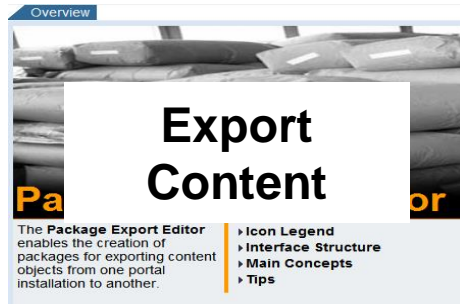 Overview
Export
Content
Pa or
The Package Export Editor
enables the creation of
packages for exporting content
objects from one portal
installation to another.
Icon Legend
Interface Structure
Main Concepts
Tips